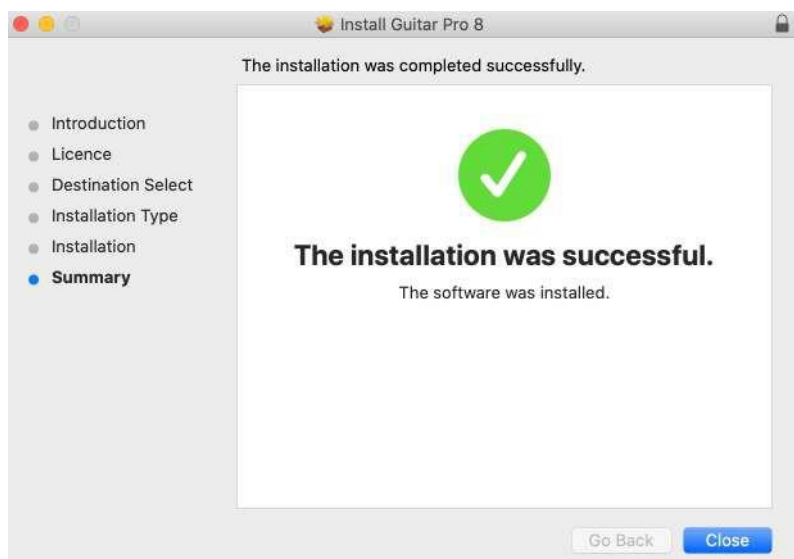 Install Guitar Pro 8
The installation was completed successfully.
Introduction
Licence
Destination Select
Installation Type
Installation
Summary
The installation was successful.
The software was installed.
Go Back
Close